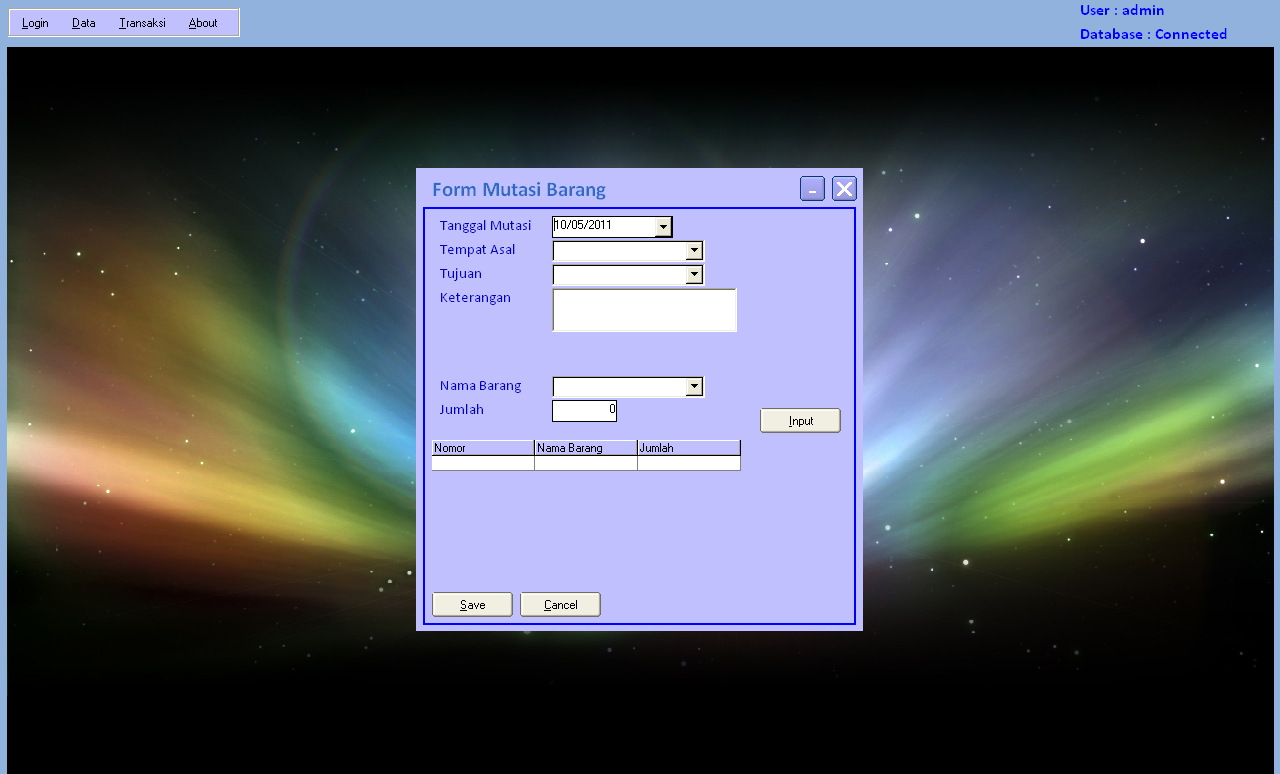 Login Data Transaksi About
User : admin
Database : Connected
Form Mutasi Barang
Tanggal Mutasi 10/05/2011
Tempat Asal
Tujuan
Keterangan
Nama Barang
Jumlah 0
Input
Nomor Nama Barang Jumlah
Save Cancel